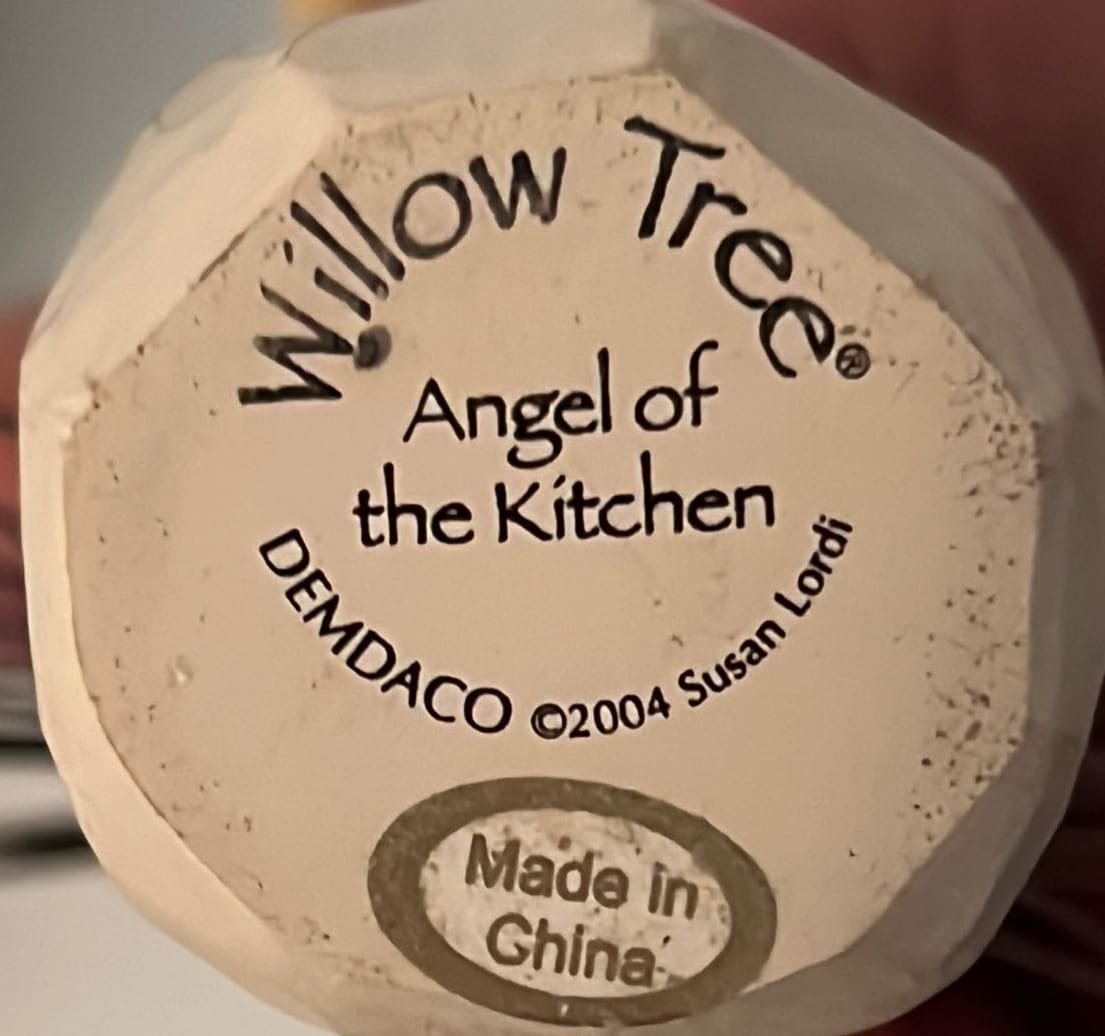 Willow Tree®
Angel of
the Kitchen
DEMDACO ©2004 Susan Lordi
Made in
China